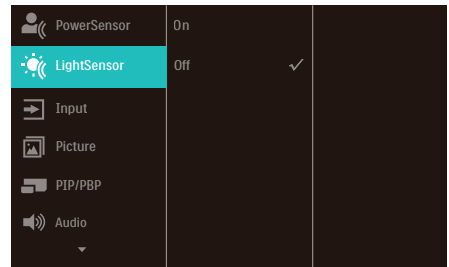 PowerSensor
On
LightSensor
Off
Input
Picture
PIP/PBP
Audio